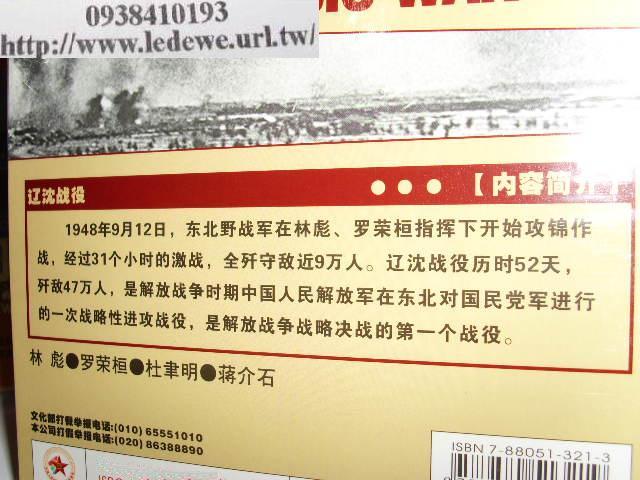 0938410193
http://www.ledewe.url.tw/
辽沈战役
●●●【内容简介】
1948年9月12日，东北野战军在林彪、罗荣桓指挥下开始攻锦作
战，经过31个小时的激战，全歼守敌近9万人。辽沈战役历时52天，
歼敌47万人，是解放战争时期中国人民解放军在东北对国民党军进行
的一次战略性进攻战役，是解放战争战略决战的第一个战役。
林 彪●罗荣桓●杜聿明●蒋介石
文化部打假举报电话:(010) 65551010
本公司打假举报电话:(020) 86388890
ISBN 7-88051-321-3